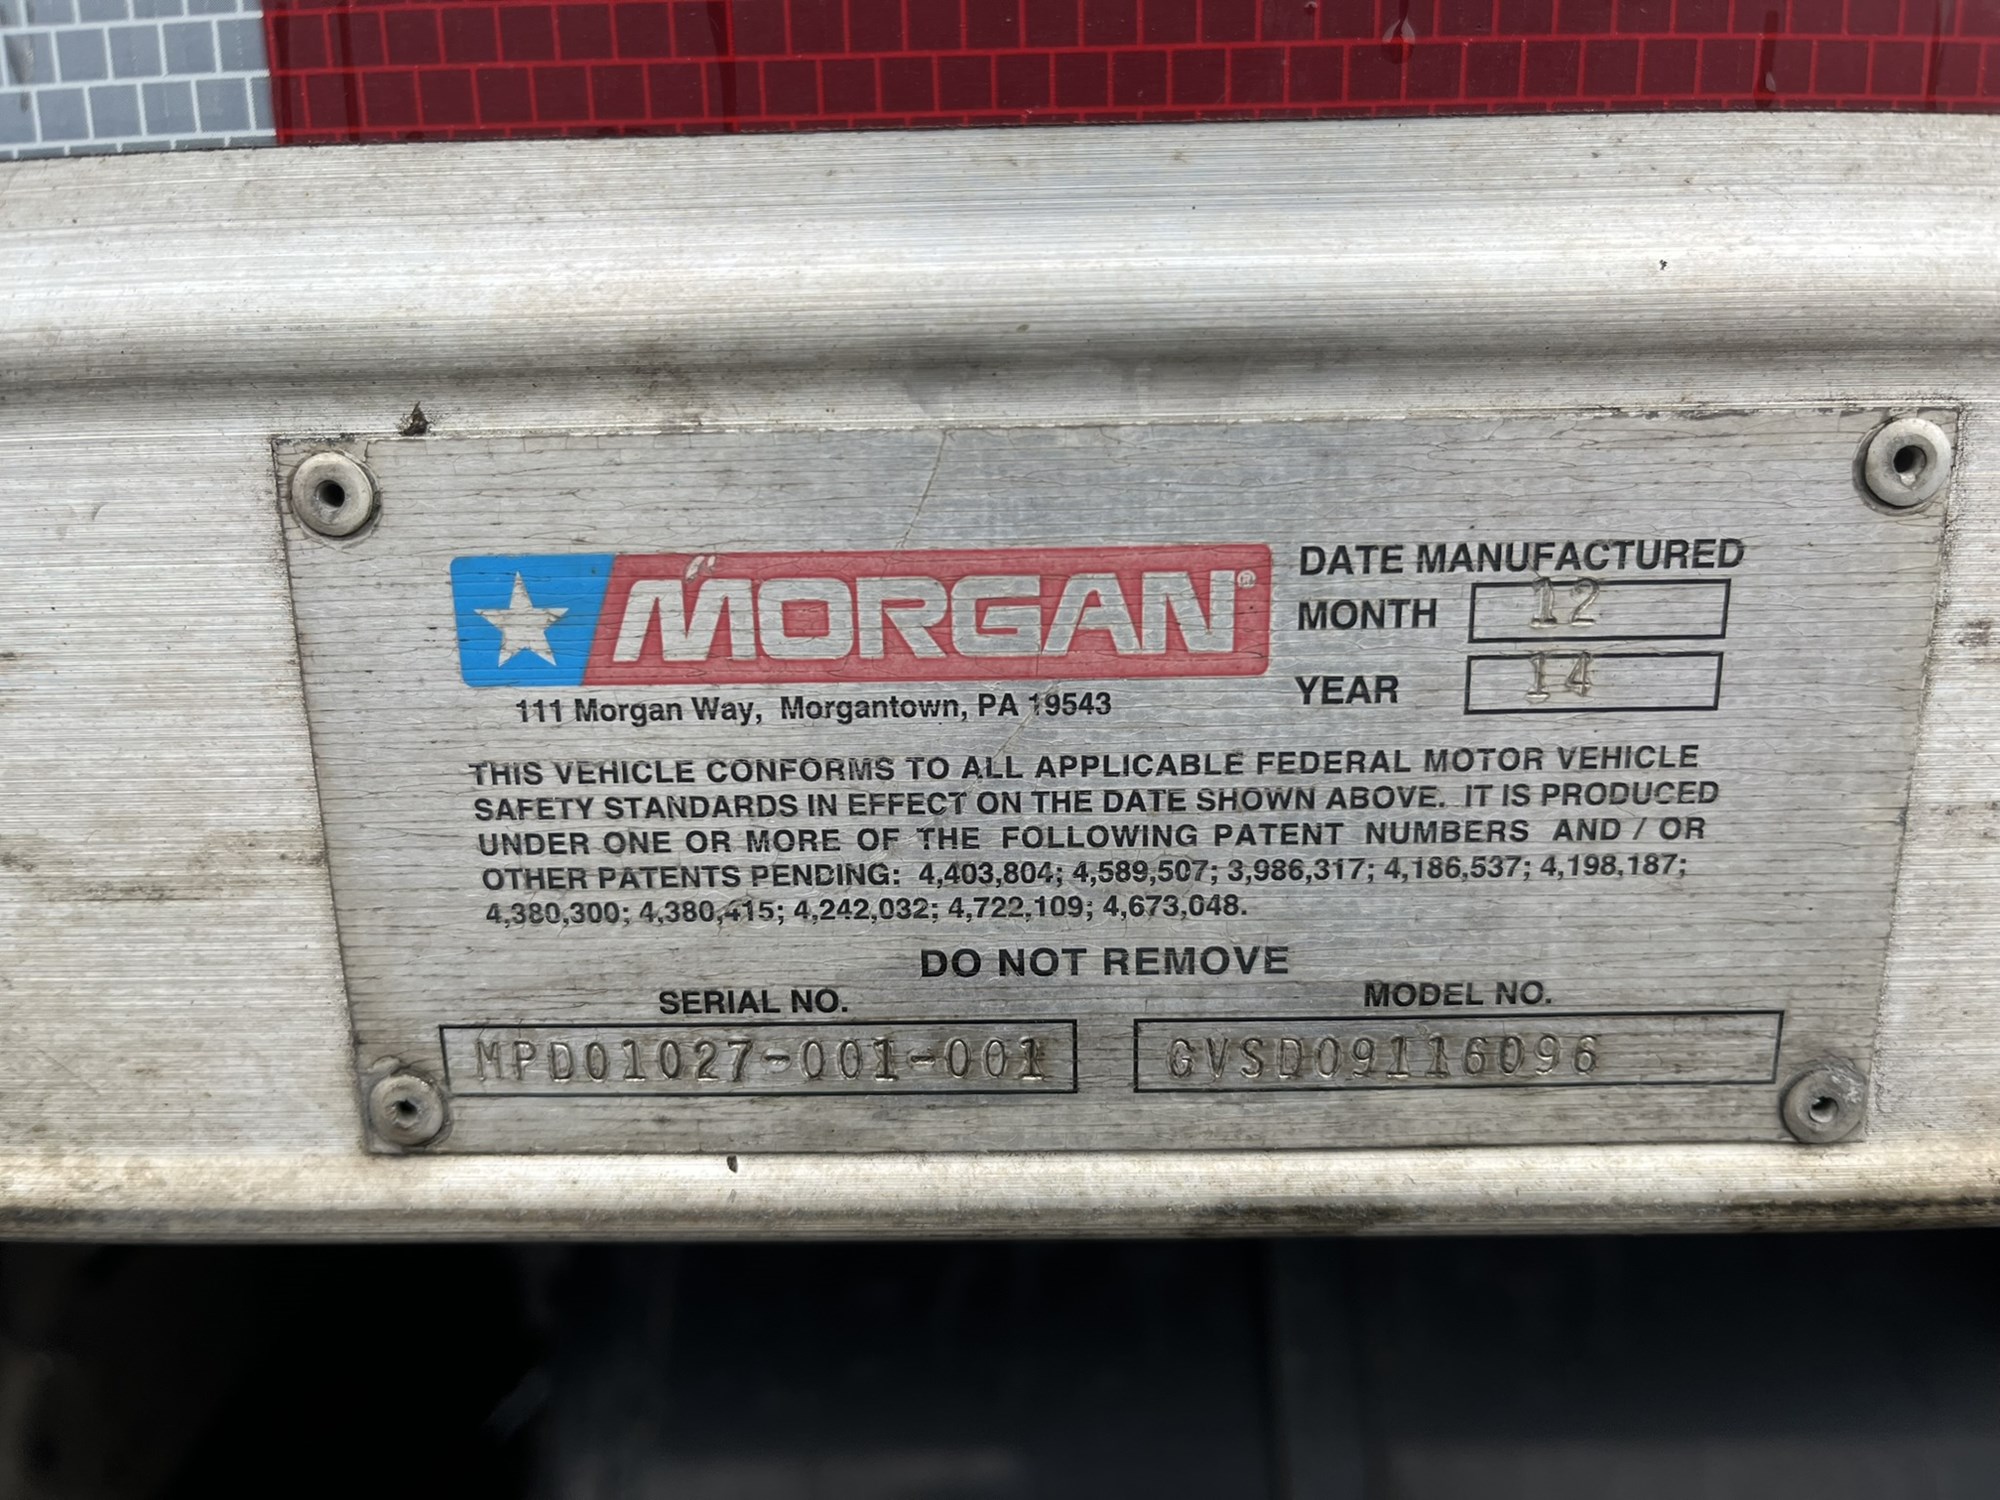 MORGAN®
111 Morgan Way, Morgantown, PA 19543
DATE MANUFACTURED
MONTH 12
YEAR 14
THIS VEHICLE CONFORMS TO ALL APPLICABLE FEDERAL MOTOR VEHICLE
SAFETY STANDARDS IN EFFECT ON THE DATE SHOWN ABOVE. IT IS PRODUCED
UNDER ONE OR MORE OF THE FOLLOWING PATENT NUMBERS AND / OR
OTHER PATENTS PENDING: 4,403,804; 4,589,507; 3,986,317; 4,186,537; 4,198,187;
4,380,300; 4,380,415; 4,242,032; 4,722,109; 4,673,048.
DO NOT REMOVE
SERIAL NO. MODEL NO.
MPD01027-001-001 GVSD09116096